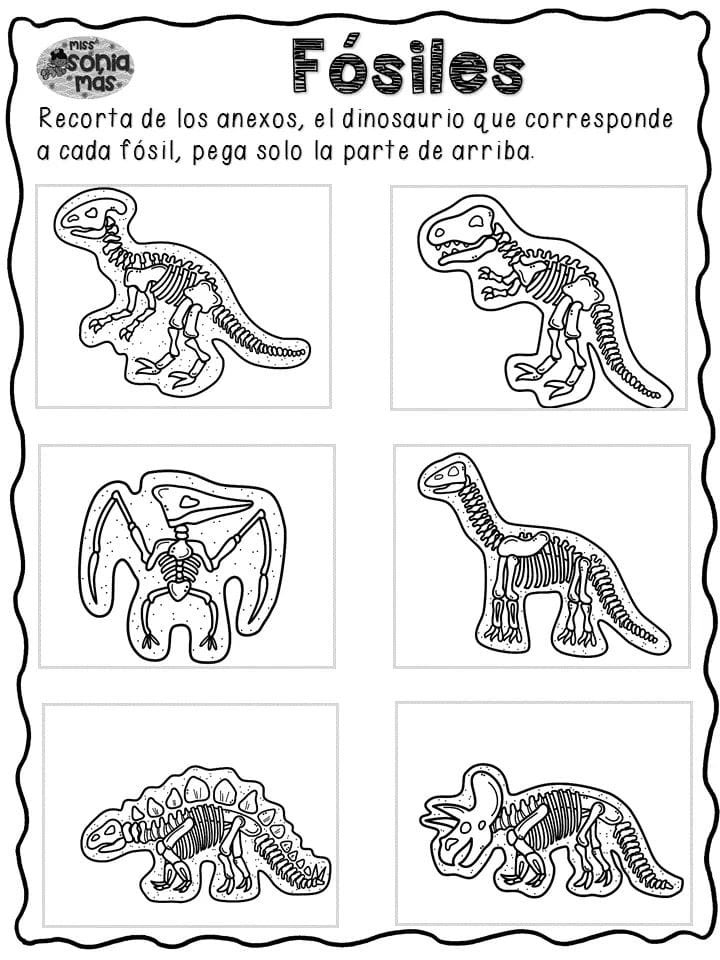 MISS
SONIA
MAS
Fósiles
Recorta de los anexos, el dinosaurio que corresponde
a cada fósil, pega solo la parte de arriba.